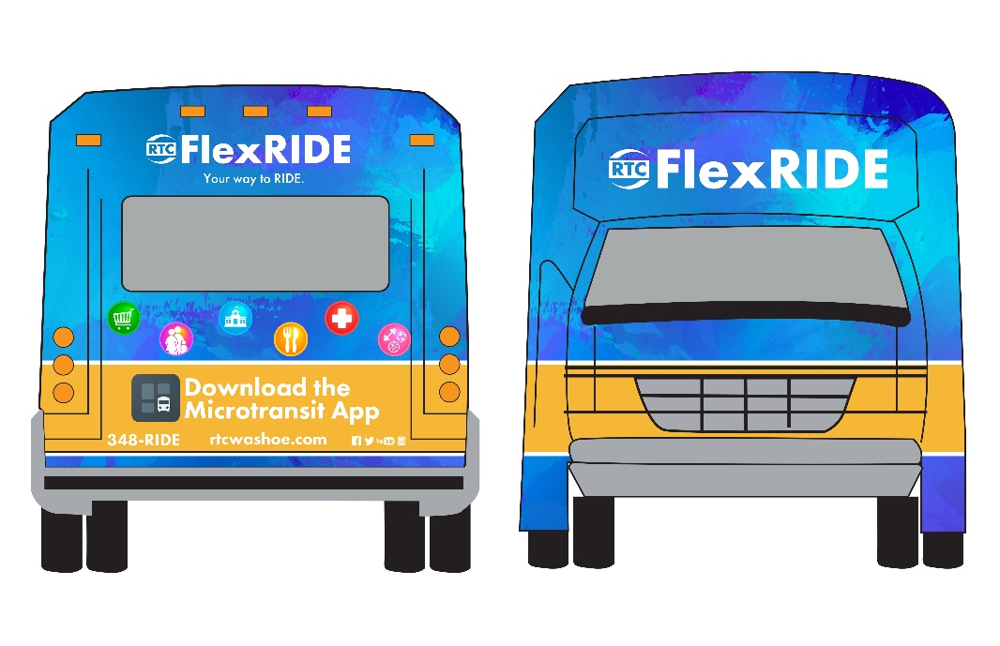 RTC FlexRIDE
Your way to RIDE.
Download the
Microtransit App
348-RIDE rtcwashoe.com
RTC FlexRIDE